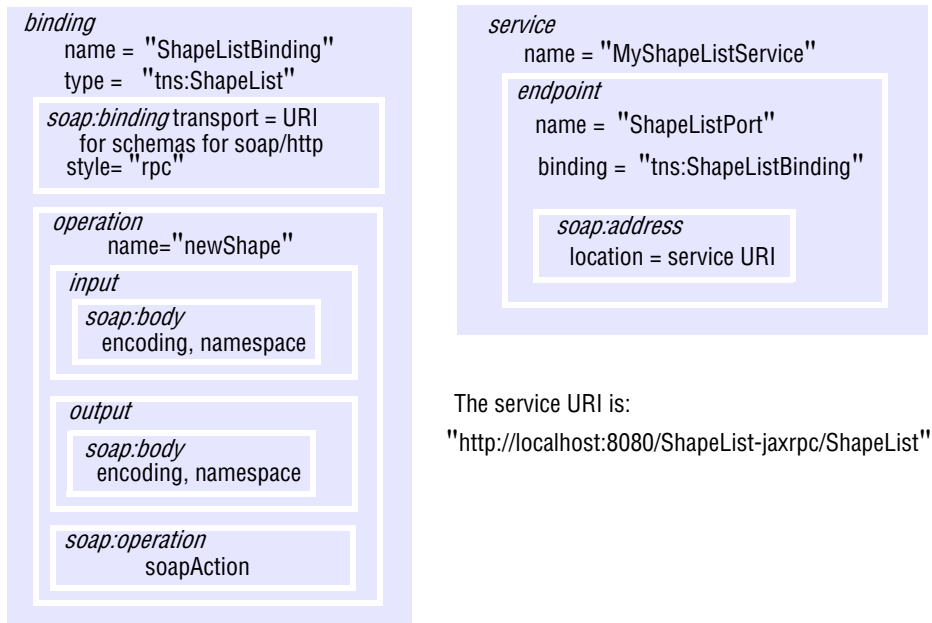 binding
name = "ShapeListBinding"
type = "tns:ShapeList"
soap:binding transport = URI
for schemas for soap/http
style= "rpc"
operation
name="newShape"
input
soap:body
encoding, namespace
output
soap:body
encoding, namespace
soap:operation
soapAction
service
name = "MyShapeListService"
endpoint
name = "ShapeListPort"
binding = "tns:ShapeListBinding"
soap:address
location = service URI
The service URI is:
"http://localhost:8080/ShapeList-jaxrpc/ShapeList"